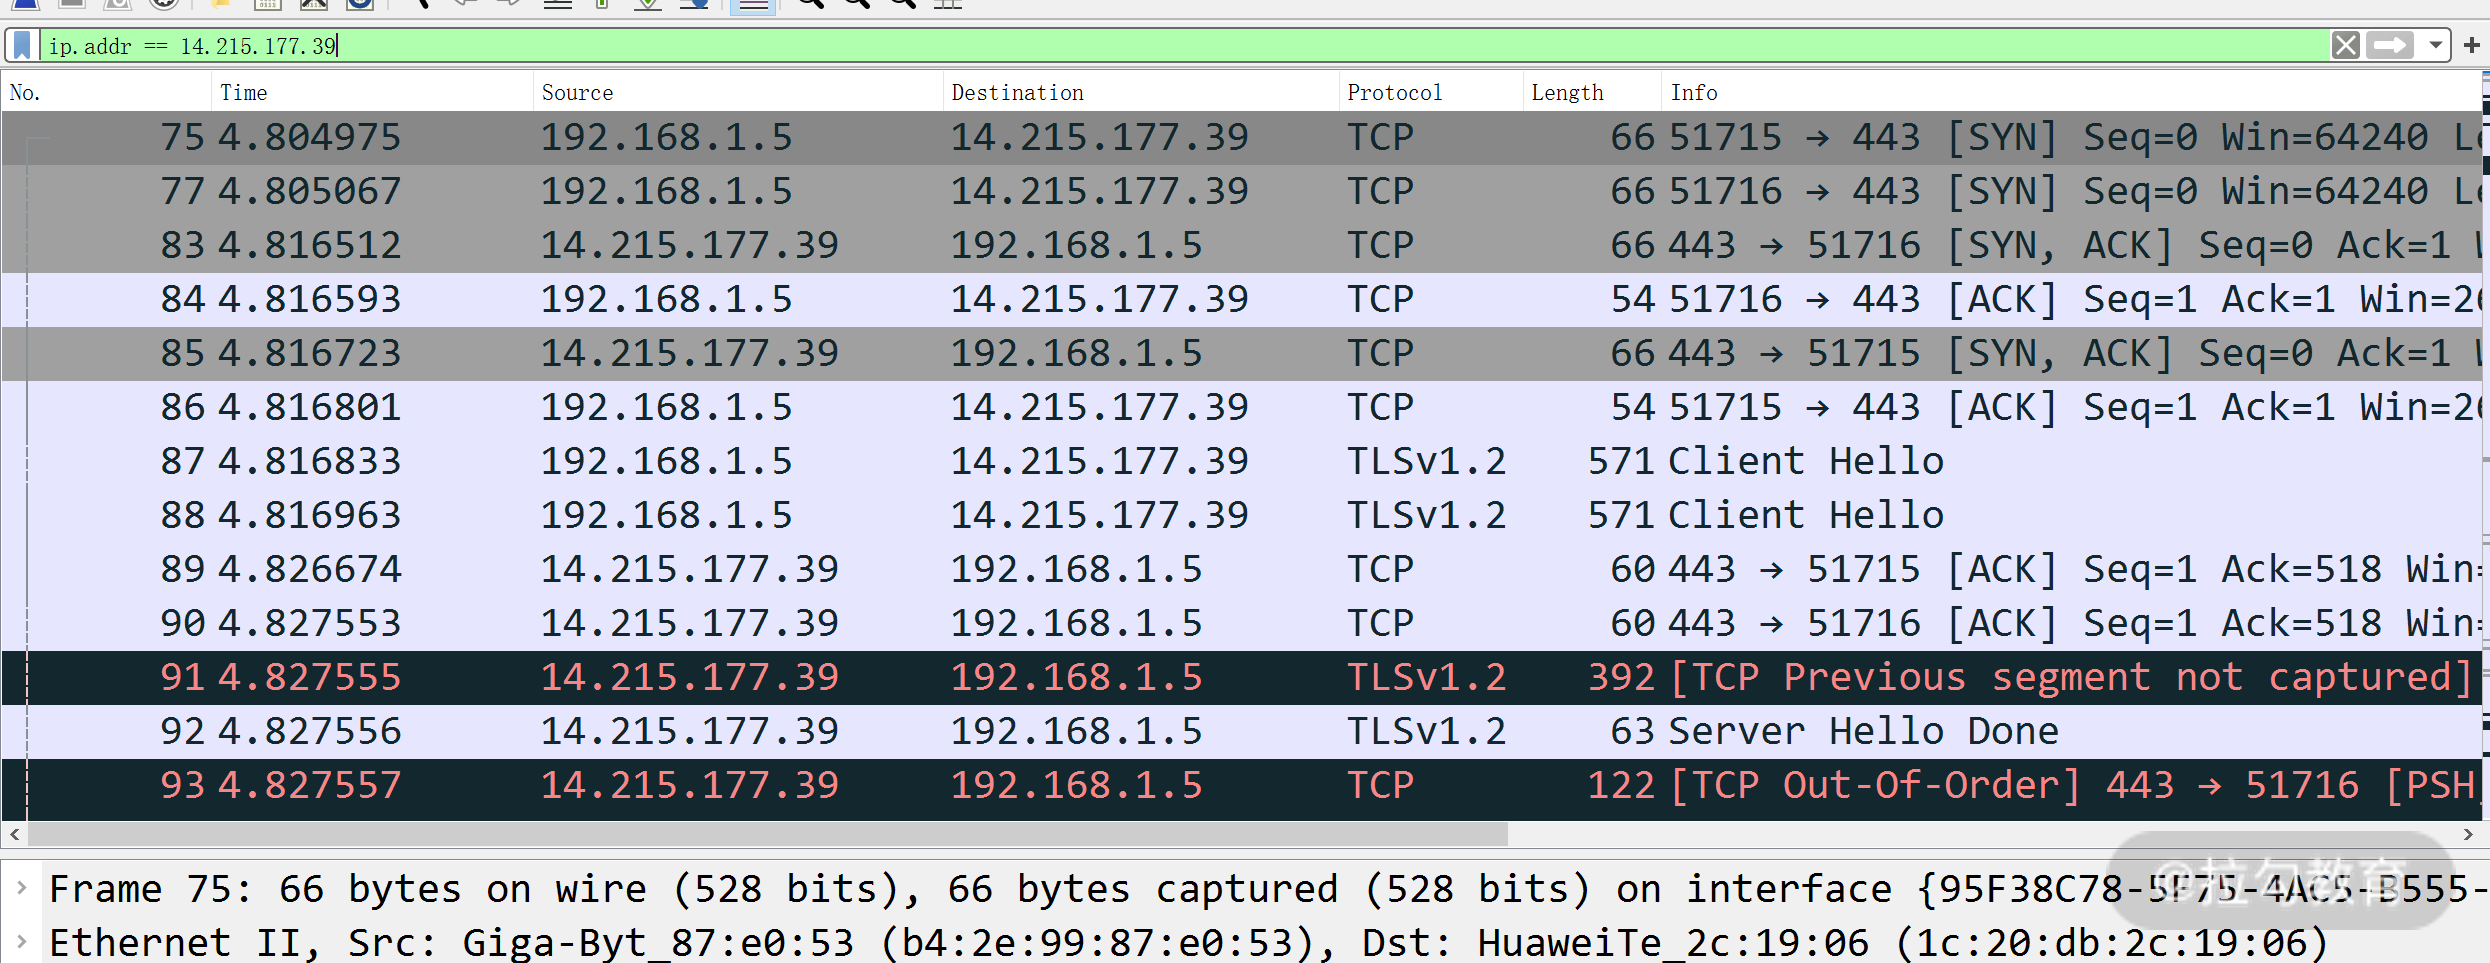 ip.addr == 14.215.177.39
No. Time Source Destination Protocol Length Info
75 4.804975 192.168.1.5 14.215.177.39 TCP 66 51715 → 443 [SYN] Seq=0 Win=64240 Le
77 4.805067 192.168.1.5 14.215.177.39 TCP 66 51716 → 443 [SYN] Seq=0 Win=64240 Le
83 4.816512 14.215.177.39 192.168.1.5 TCP 66 443 → 51716 [SYN, ACK] Seq=0 Ack=1 W
84 4.816593 192.168.1.5 14.215.177.39 TCP 54 51716 → 443 [ACK] Seq=1 Ack=1 Win=26
85 4.816723 14.215.177.39 192.168.1.5 TCP 66 443 → 51715 [SYN, ACK] Seq=0 Ack=1 W
86 4.816801 192.168.1.5 14.215.177.39 TCP 54 51715 → 443 [ACK] Seq=1 Ack=1 Win=26
87 4.816833 192.168.1.5 14.215.177.39 TLSv1.2 571 Client Hello
88 4.816963 192.168.1.5 14.215.177.39 TLSv1.2 571 Client Hello
89 4.826674 14.215.177.39 192.168.1.5 TCP 60 443 → 51715 [ACK] Seq=1 Ack=518 Win=
90 4.827553 14.215.177.39 192.168.1.5 TCP 60 443 → 51716 [ACK] Seq=1 Ack=518 Win=
91 4.827555 14.215.177.39 192.168.1.5 TLSv1.2 392 [TCP Previous segment not captured]
92 4.827556 14.215.177.39 192.168.1.5 TLSv1.2 63 Server Hello Done
93 4.827557 14.215.177.39 192.168.1.5 TCP 122 [TCP Out-Of-Order] 443 → 51716 [PSH,
Frame 75: 66 bytes on wire (528 bits), 66 bytes captured (528 bits) on interface {95F38C78-5F75-4AC5-B555-
@拉勾教育
Ethernet II, Src: Giga-Byt_87:e0:53 (b4:2e:99:87:e0:53), Dst: HuaweiTe_2c:19:06 (1c:20:db:2c:19:06)